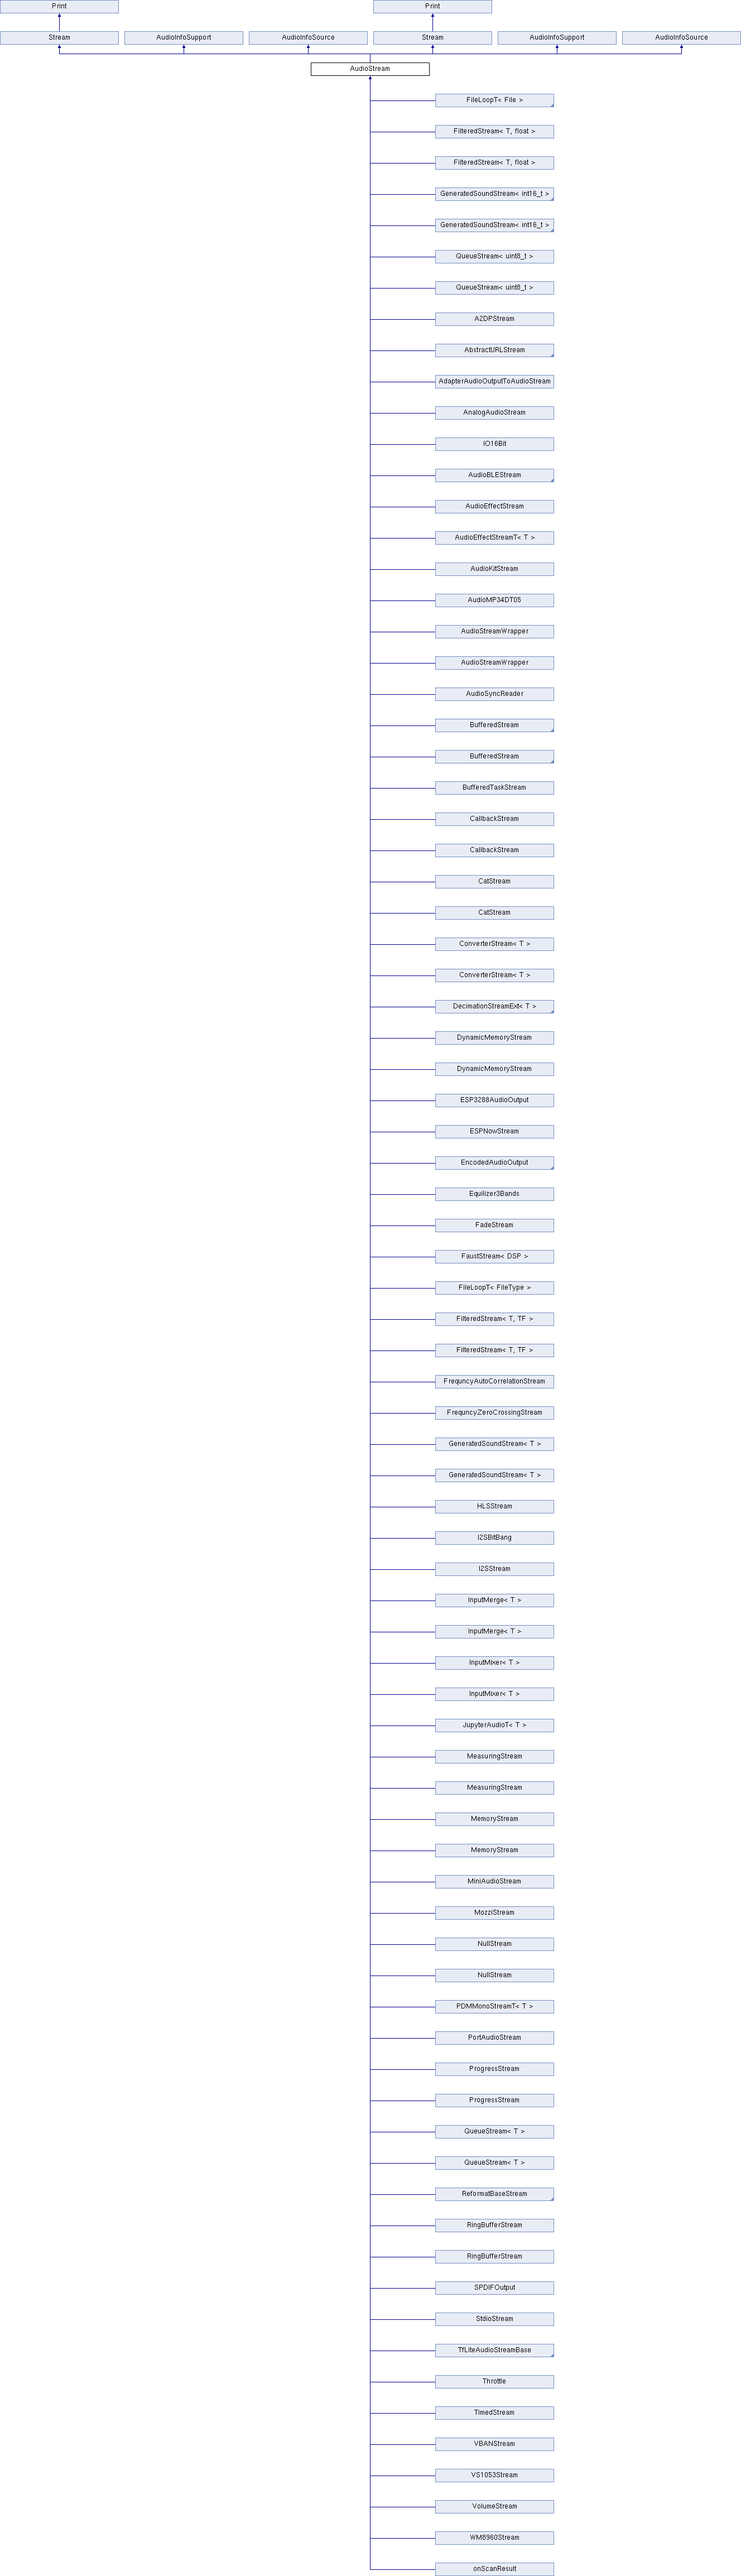 Print Print
Stream AudioInfoSupport AudioInfoSource Stream AudioInfoSupport AudioInfoSource
AudioStream
FileLoopT< File >
FilteredStream< T, float >
FilteredStream< T, float >
GeneratedSoundStream< int16_t >
GeneratedSoundStream< int16_t >
QueueStream< uint8_t >
QueueStream< uint8_t >
A2DPStream
AbstractURLStream
AdapterAudioOutputToAudioStream
AnalogAudioStream
IO16Bit
AudioBLEStream
AudioEffectStream
AudioEffectStreamT< T >
AudioKitStream
AudioMP34DT05
AudioStreamWrapper
AudioStreamWrapper
AudioSyncReader
BufferedStream
BufferedStream
BufferedTaskStream
CallbackStream
CallbackStream
CatStream
CatStream
ConverterStream< T >
ConverterStream< T >
DecimationStreamExt< T >
DynamicMemoryStream
DynamicMemoryStream
ESP3288AudioOutput
ESPNowStream
EncodedAudioOutput
Equilizer3Bands
FadeStream
FaustStream< DSP >
FileLoopT< FileType >
FilteredStream< T, TF >
FilteredStream< T, TF >
FrequncyAutoCorrelationStream
FrequncyZeroCrossingStream
GeneratedSoundStream< T >
GeneratedSoundStream< T >
HLSStream
I2SBitBang
I2SStream
InputMerge< T >
InputMerge< T >
InputMixer< T >
InputMixer< T >
JupyterAudioT< T >
MeasuringStream
MeasuringStream
MemoryStream
MemoryStream
MiniAudioStream
MozziStream
NullStream
NullStream
PDMMonoStreamT< T >
PortAudioStream
ProgressStream
ProgressStream
QueueStream< T >
QueueStream< T >
ReformatBaseStream
RingBufferStream
RingBufferStream
SPDIFOutput
StdioStream
TfLiteAudioStreamBase
Throttle
TimedStream
VBANStream
VS1053Stream
VolumeStream
WM8960Stream
onScanResult